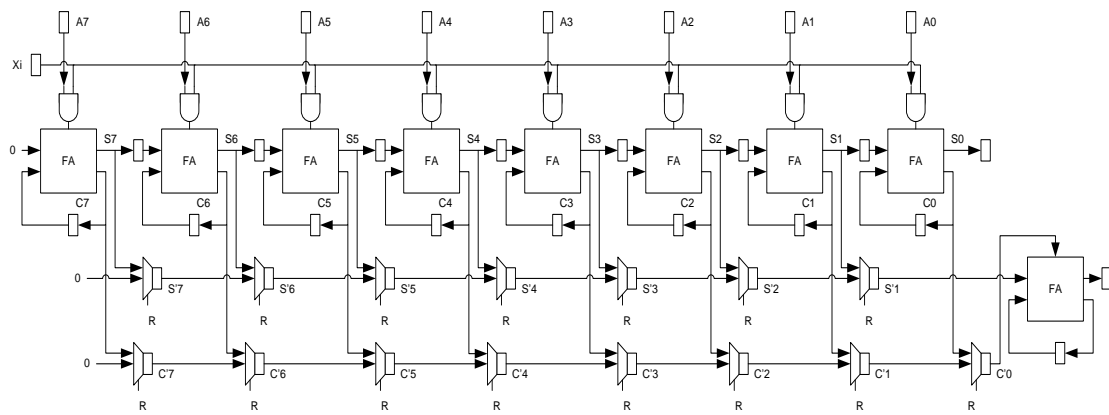 A7 A6 A5 A4 A3 A2 A1 A0
Xi
S7 S6 S5 S4 S3 S2 S1 S0
0 FA FA FA FA FA FA FA FA
C7 C6 C5 C4 C3 C2 C1 C0
0 S'7 S'6 S'5 S'4 S'3 S'2 S'1 FA
R R R R R R R
0 C'7 C'6 C'5 C'4 C'3 C'2 C'1 C'0
R R R R R R R R